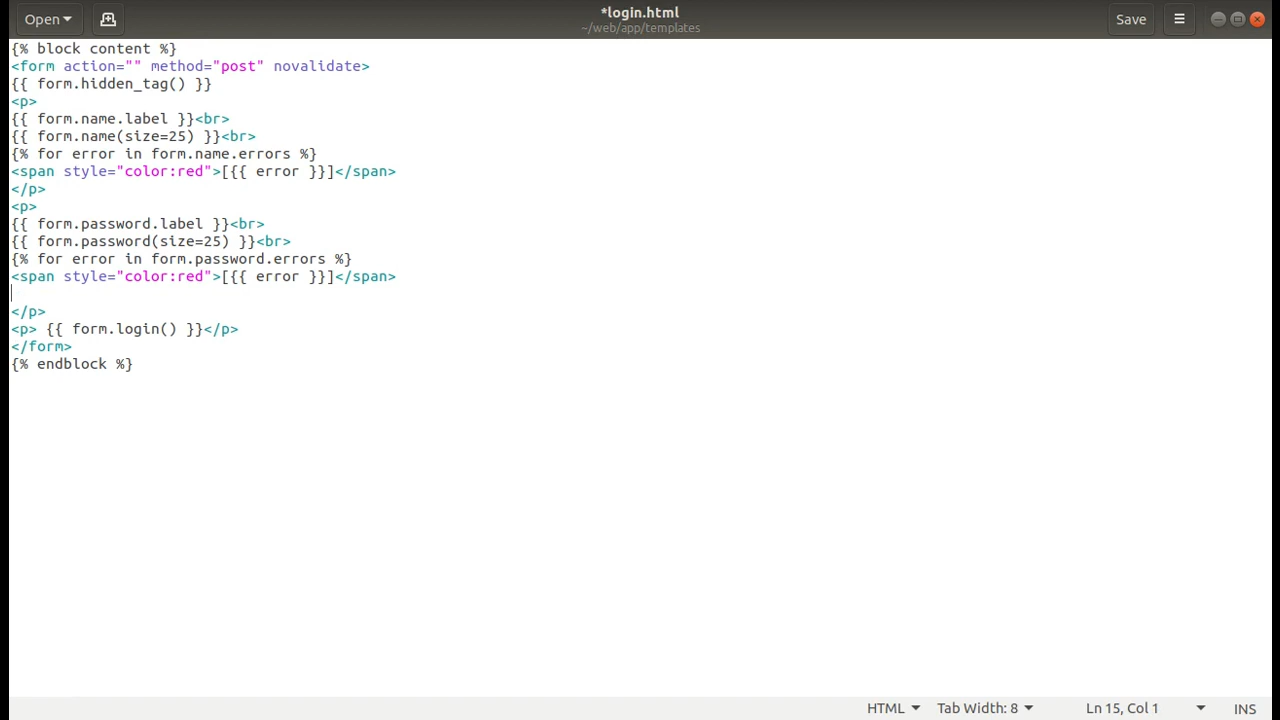 Open
*login.html
~/web/app/templates
Save
{% block content %}
<form action="" method="post" novalidate>
{{ form.hidden_tag() }}
<p>
{{ form.name.label }}<br>
{{ form.name(size=25) }}<br>
{% for error in form.name.errors %}
<span style="color:red">[{{ error }}]</span>
</p>
<p>
{{ form.password.label }}<br>
{{ form.password(size=25) }}<br>
{% for error in form.password.errors %}
<span style="color:red">[{{ error }}]</span>
</p>
<p> {{ form.login() }}</p>
</form>
{% endblock %}
HTML
Tab Width: 8
Ln 15, Col 1
INS